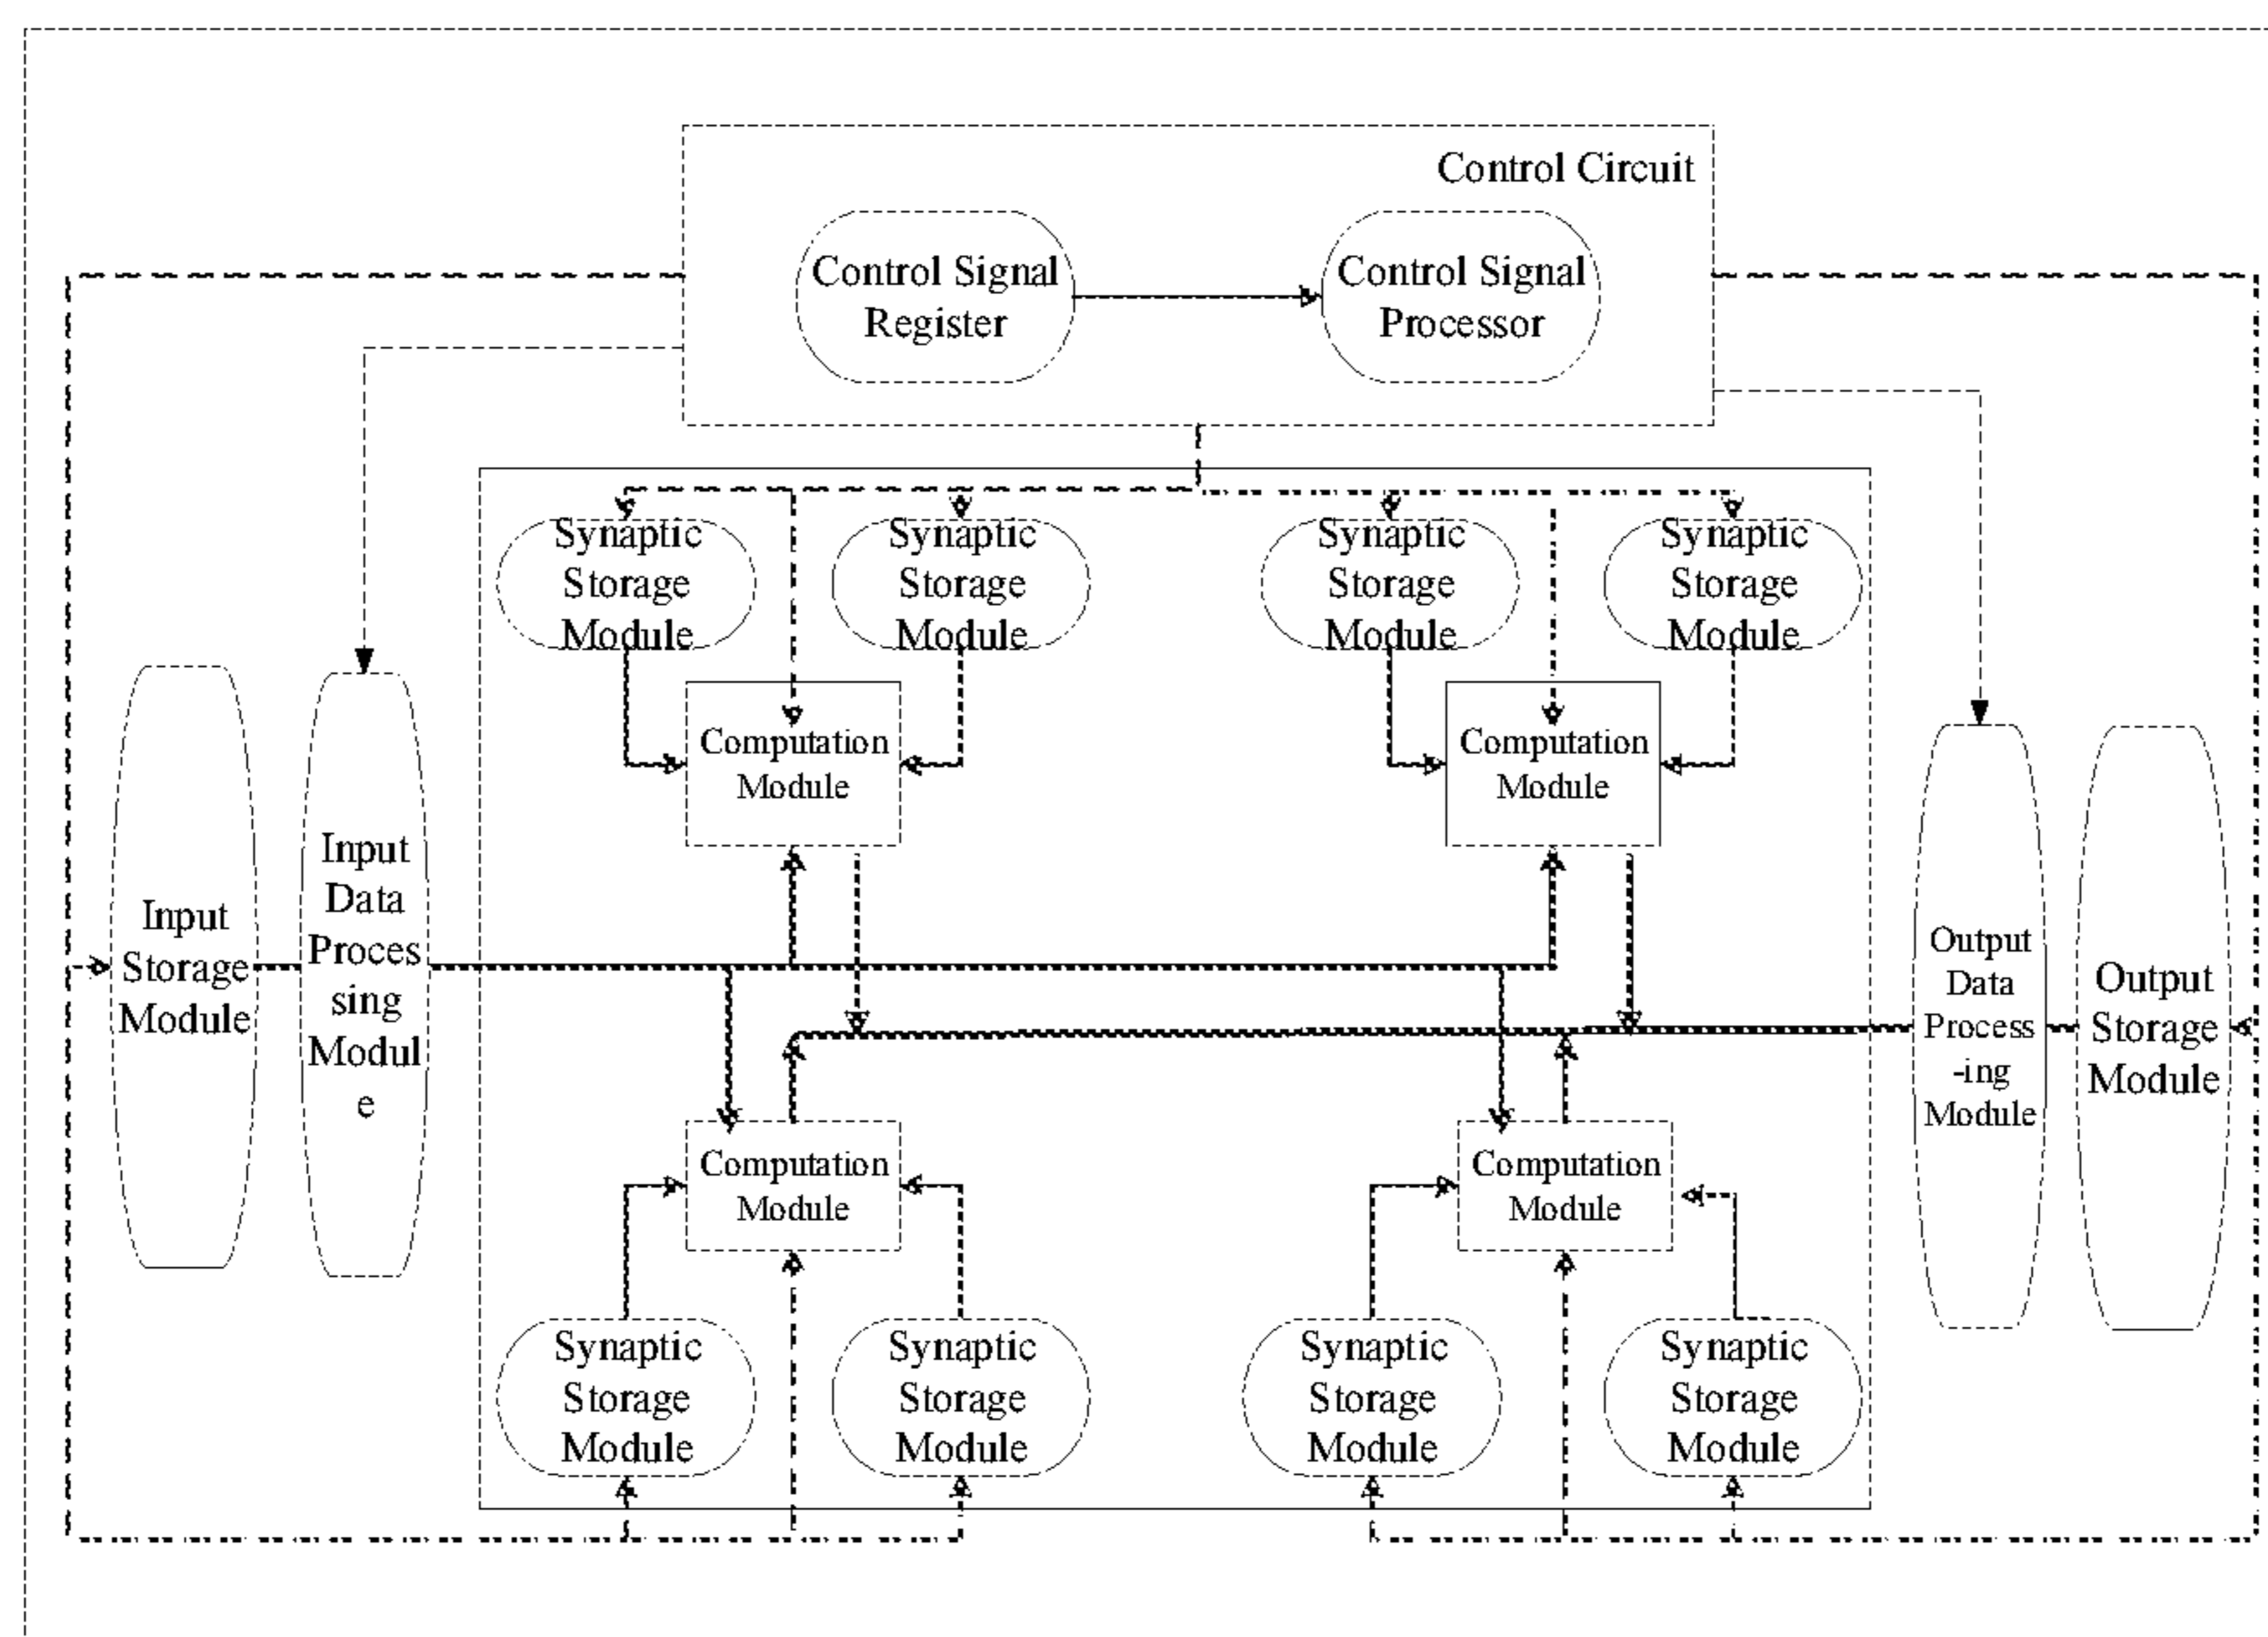 Control Circuit
Control Signal
Register
Control Signal
Processor
Synaptic
Storage
Module
Synaptic
Storage
Module
Synaptic
Storage
Module
Synaptic
Storage
Module
Computation
Module
Computation
Module
Input
Storage
Module
Input
Data
Proces
sing
Modul
e
Output
Data
Process
-ing
Module
Output
Storage
Module
Computation
Module
Computation
Module
Synaptic
Storage
Module
Synaptic
Storage
Module
Synaptic
Storage
Module
Synaptic
Storage
Module